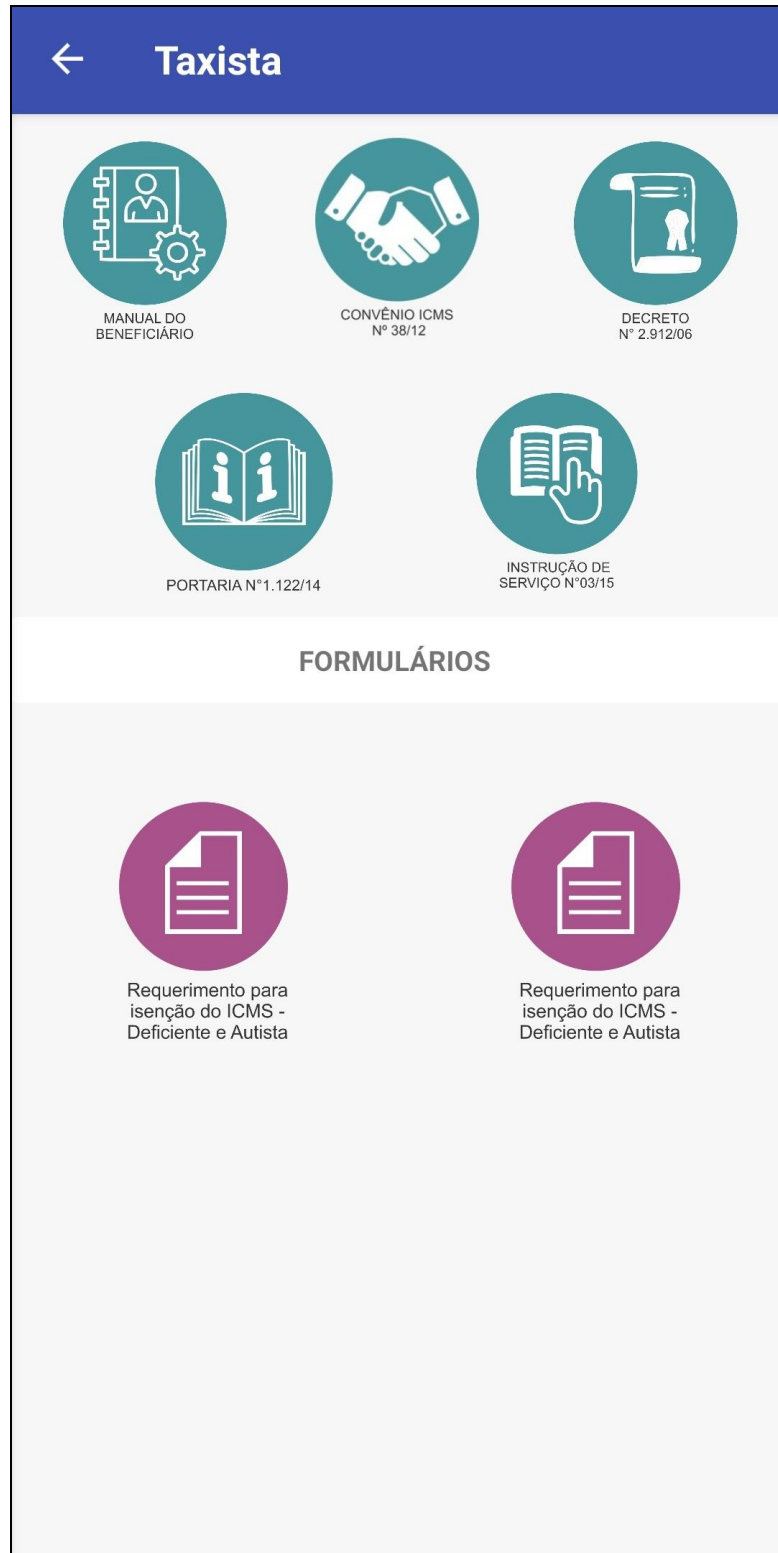 Taxista
MANUAL DO
BENEFICIÁRIO
CONVÊNIO ICMS
Nº 38/12
DECRETO
N° 2.912/06
PORTARIA N°1.122/14
INSTRUÇÃO DE
SERVIÇO N°03/15
FORMULÁRIOS
Requerimento para
isenção do ICMS -
Deficiente e Autista
Requerimento para
isenção do ICMS -
Deficiente e Autista